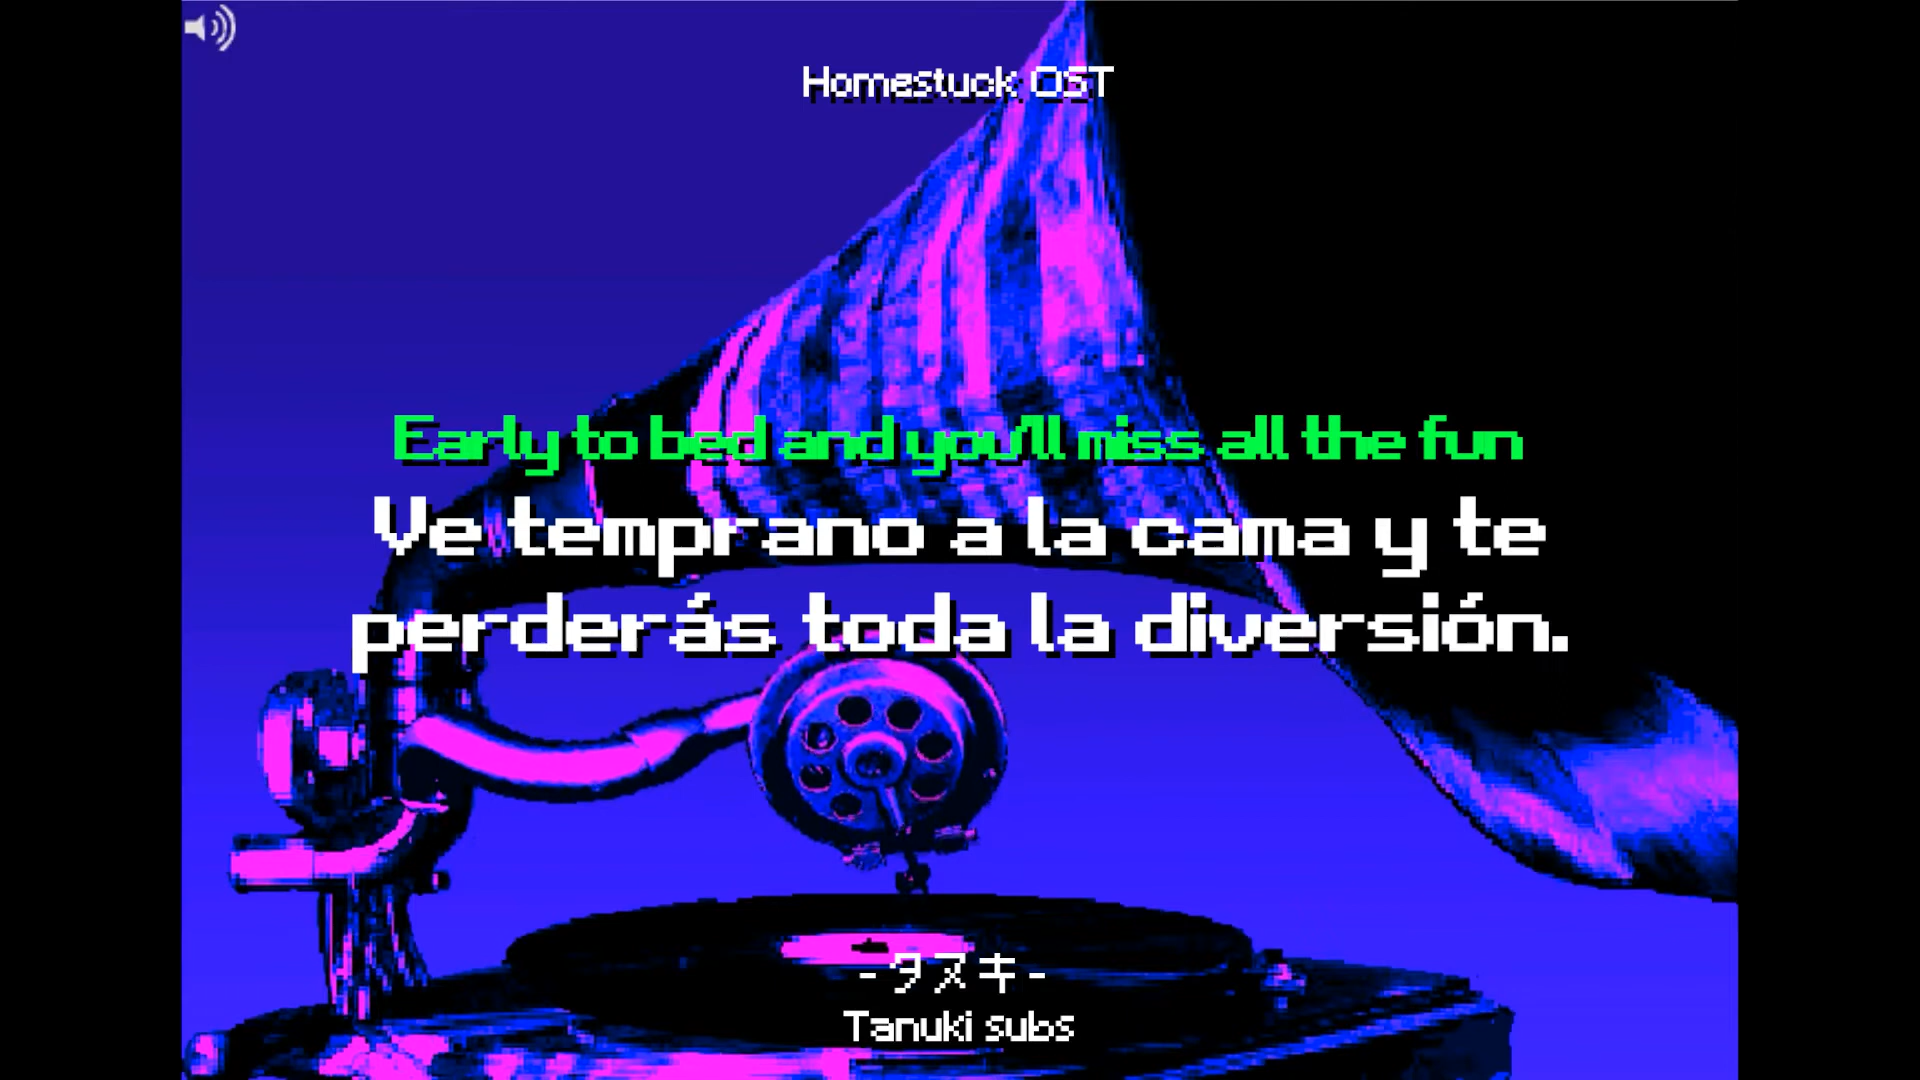 Homestuck OST
Early to bed and you'll miss all the fun
Ve temprano a la cama y te
perderás toda la diversión.
-タヌキ-
Tanuki subs